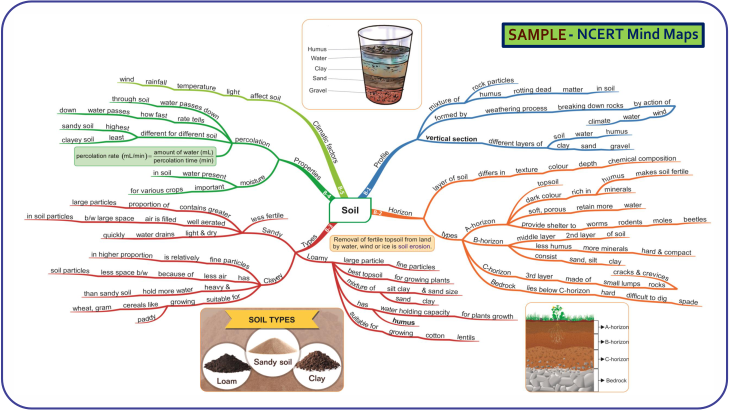 SAMPLE - NCERT Mind Maps
Humus
Water
Clay
Sand
Gravel
Soil
8-1
Profile
mixture of
rock particles
humus rotting dead matter in soil
formed by weathering process breaking down rocks by action of
climate water wind
vertical section different layers of
soil water humus
clay sand gravel
8-2
Horizon
layer of soil differs in texture colour depth chemical composition
types
A-horizon
topsoil
dark colour rich in
humus makes soil fertile
minerals
soft, porous retain more water
provide shelter to worms rodents moles beetles
B-horizon
middle layer 2nd layer of soil
less humus more minerals hard & compact
consist sand, silt clay
C-horizon
3rd layer made of
cracks & crevices
small lumps rocks
Bedrock lies below C-horizon hard difficult to dig spade
Removal of fertile topsoil from land
by water, wind or ice is soil erosion.
8-3
Types
Sandy
less fertile
large particles proportion of contains greater
in soil particles b/w large space air is filled well aerated
quickly water drains light & dry
Clayey
in higher proportion is relatively fine particles
soil particles less space b/w because of less air has
than sandy soil hold more water heavy &
wheat, gram cereals like growing suitable for
paddy
Loamy
large particle fine particles
best topsoil for growing plants
mixture of silt clay & sand size
sand clay
has water holding capacity for plants growth
humus
suitable for growing cotton lentils
8-4
Properties
percolation
through soil water passes down
down water passes how fast rate tells
sandy soil highest different for different soil
clayey soil least
percolation rate (mL/min)= amount of water (mL)
percolation time (min)
moisture
in soil water present
for various crops important
8-5
Climatic factors
wind rainfall temperature light affect soil
SOIL TYPES
Loam
Sandy soil
Clay
A-horizon
B-horizon
C-horizon
Bedrock